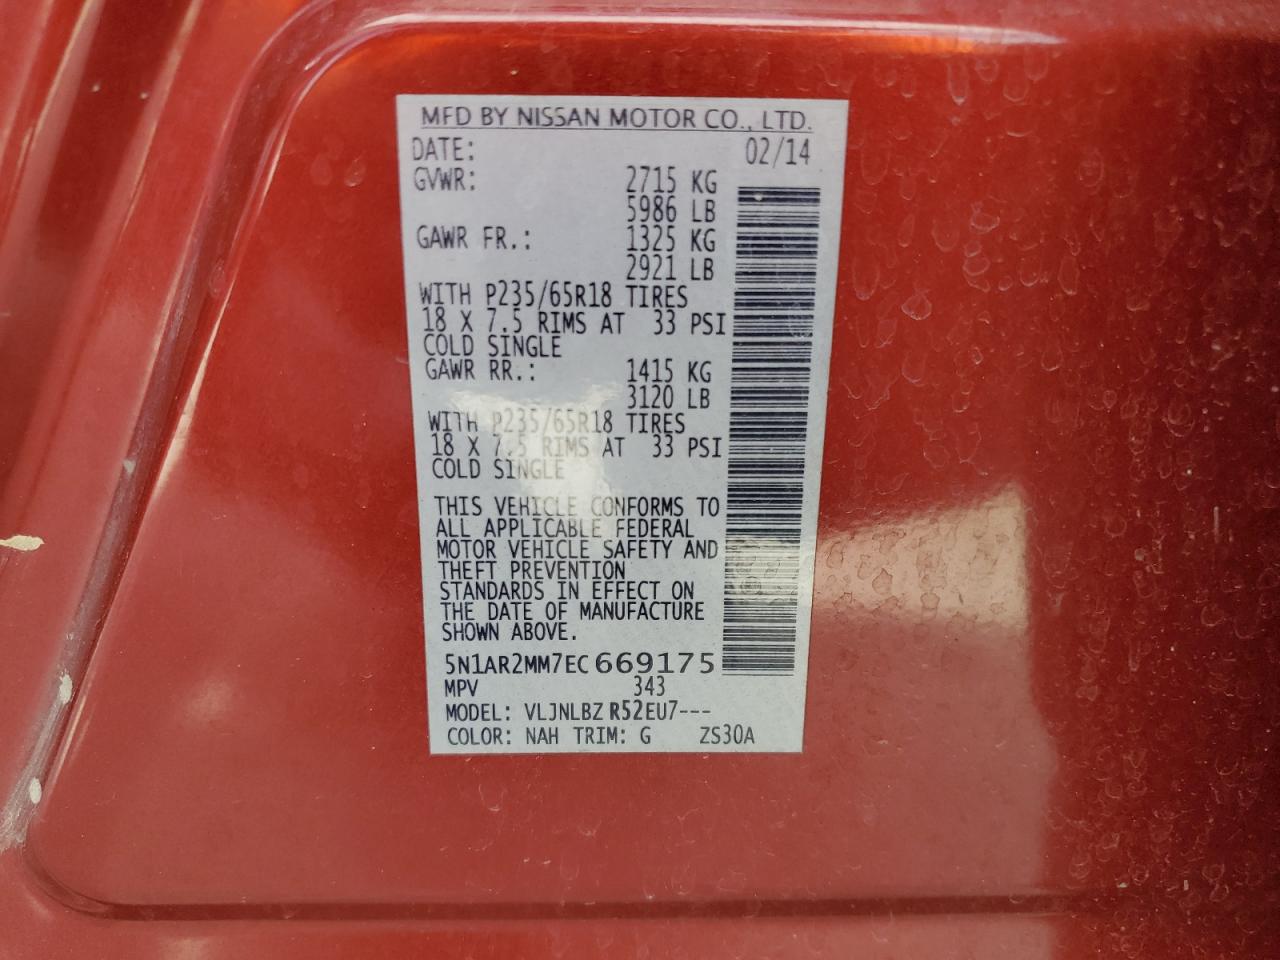 MFD BY NISSAN MOTOR CO., LTD.
DATE: 02/14
GVWR: 2715 KG
5986 LB
GAWR FR.: 1325 KG
2921 LB
WITH P235/65R18 TIRES
18 X 7.5 RIMS AT 33 PSI
COLD SINGLE
GAWR RR.: 1415 KG
3120 LB
WITH P235/65R18 TIRES
18 X 7.5 RIMS AT 33 PSI
COLD SINGLE
THIS VEHICLE CONFORMS TO
ALL APPLICABLE FEDERAL
MOTOR VEHICLE SAFETY AND
THEFT PREVENTION
STANDARDS IN EFFECT ON
THE DATE OF MANUFACTURE
SHOWN ABOVE.
5N1AR2MM7EC669175
MPV 343
MODEL: VLJNLBZ R52EU7---
COLOR: NAH TRIM: G ZS30A